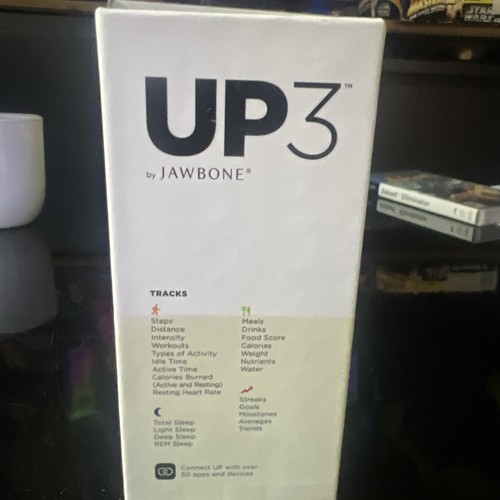 UP3™
by JAWBONE®
TRACKS
Steps
Distance
Intensity
Workouts
Types of Activity
Idle Time
Active Time
Calories Burned
(Active and Resting)
Resting Heart Rate
Total Sleep
Light Sleep
Deep Sleep
REM Sleep
Meals
Drinks
Food Score
Calories
Weight
Nutrients
Water
Streaks
Goals
Milestones
Averages
Trends
Connect UP with over
50 apps and devices
STAR